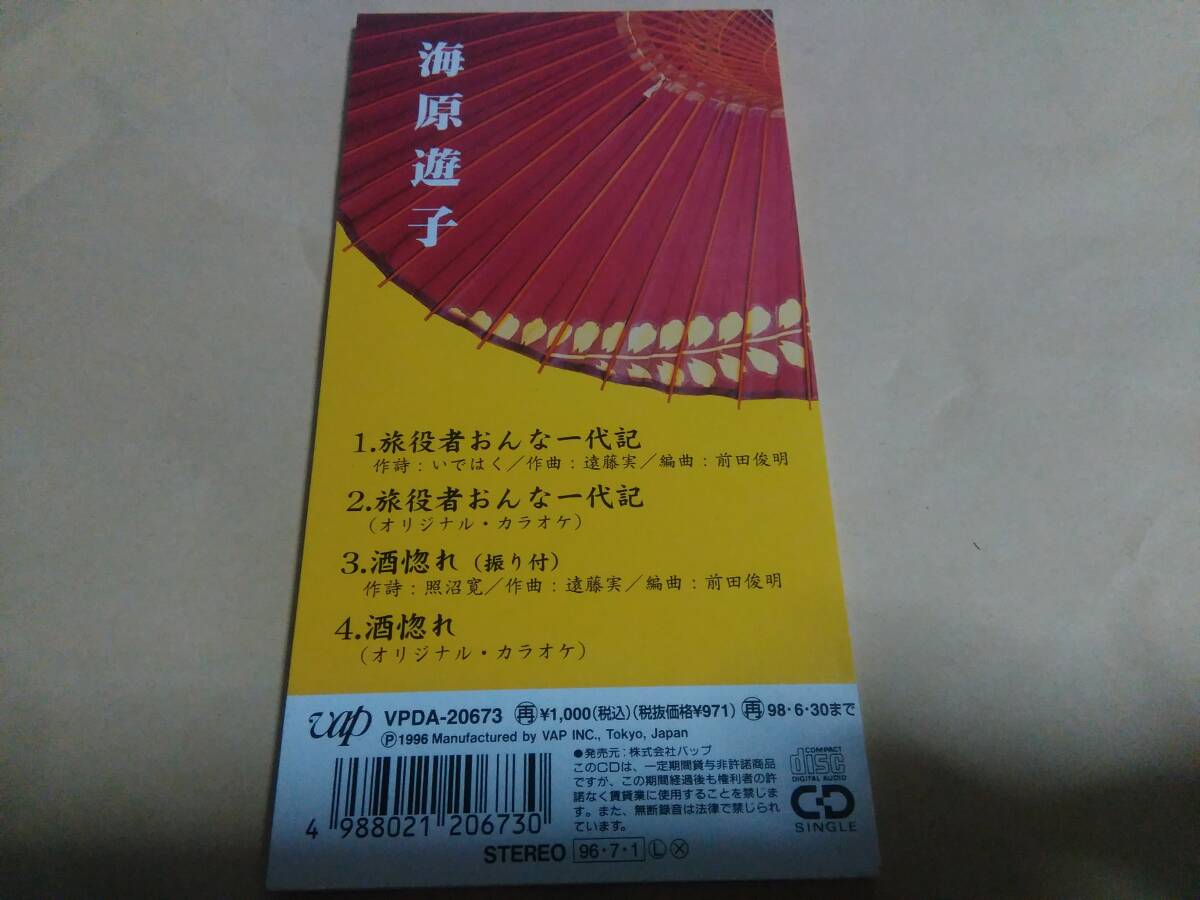 海原遊子
1.旅役者おんな一代記
作詩：いではく／作曲：遠藤実／編曲：前田俊明
2.旅役者おんな一代記
（オリジナル・カラオケ）
3.酒惚れ（振り付）
作詩：照沼寛／作曲：遠藤実／編曲：前田俊明
4.酒惚れ
（オリジナル・カラオケ）
vap VPDA-20673 再¥1,000(税込)(税抜価格¥971) 再98・6・30まで
Ⓟ1996 Manufactured by VAP INC., Tokyo, Japan
●発売元：株式会社バップ
このCDは、一定期間貸与非許諾商品
ですが、この期間経過後も権利者の許
諾なく賃貸業に使用することを禁じま
す。また、無断録音は法律で禁じられ
ています。
COMPACT
disc
DIGITAL AUDIO
CD
SINGLE
4 988021 206730
STEREO 96・7・1 Ⓛ Ⓧ